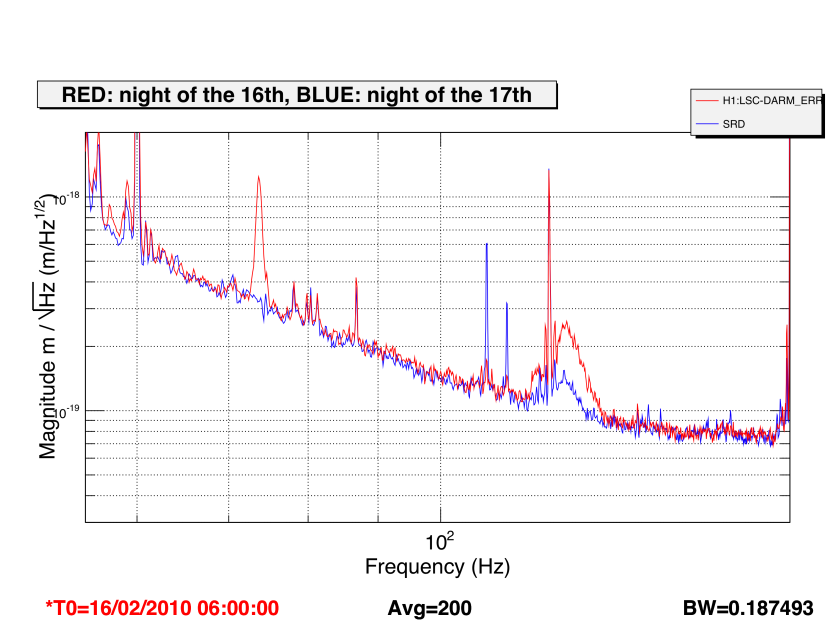 RED: night of the 16th, BLUE: night of the 17th
H1:LSC-DARM_ERR
SRD
Magnitude m / √Hz (m/Hz^1/2)
10^-18
10^-19
10^2
Frequency (Hz)
*T0=16/02/2010 06:00:00
Avg=200
BW=0.187493